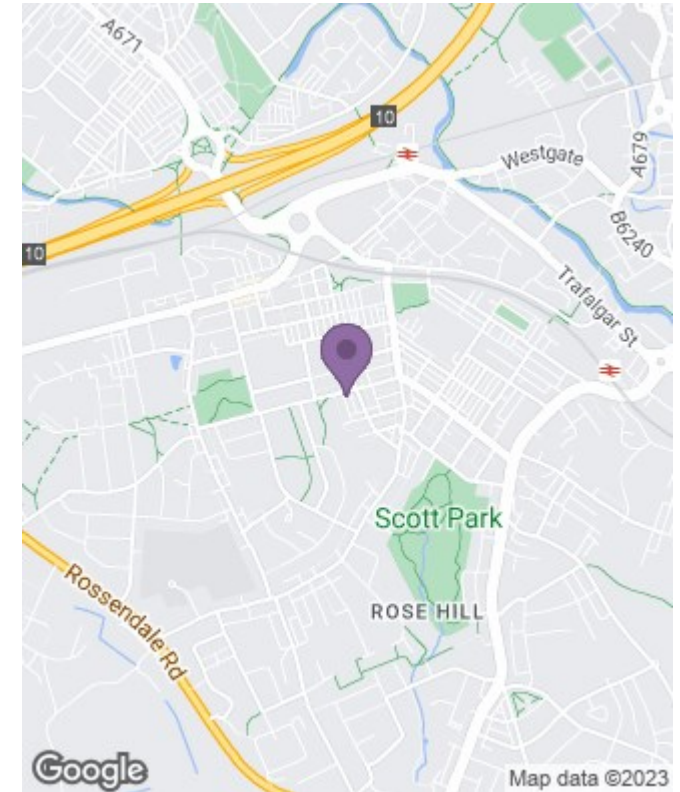 A671
10
Westgate
A679
B6240
10
Trafalgar St
Scott Park
Rossendale Rd
ROSE HILL
Google
Map data ©2023